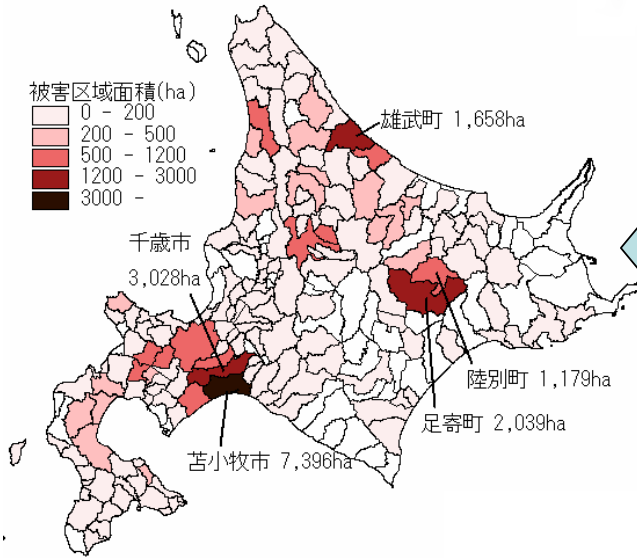 被害区域面積(ha)
0 - 200
200 - 500
500 - 1200
1200 - 3000
3000 -
雄武町 1,658ha
千歳市
3,028ha
陸別町 1,179ha
足寄町 2,039ha
苫小牧市 7,396ha